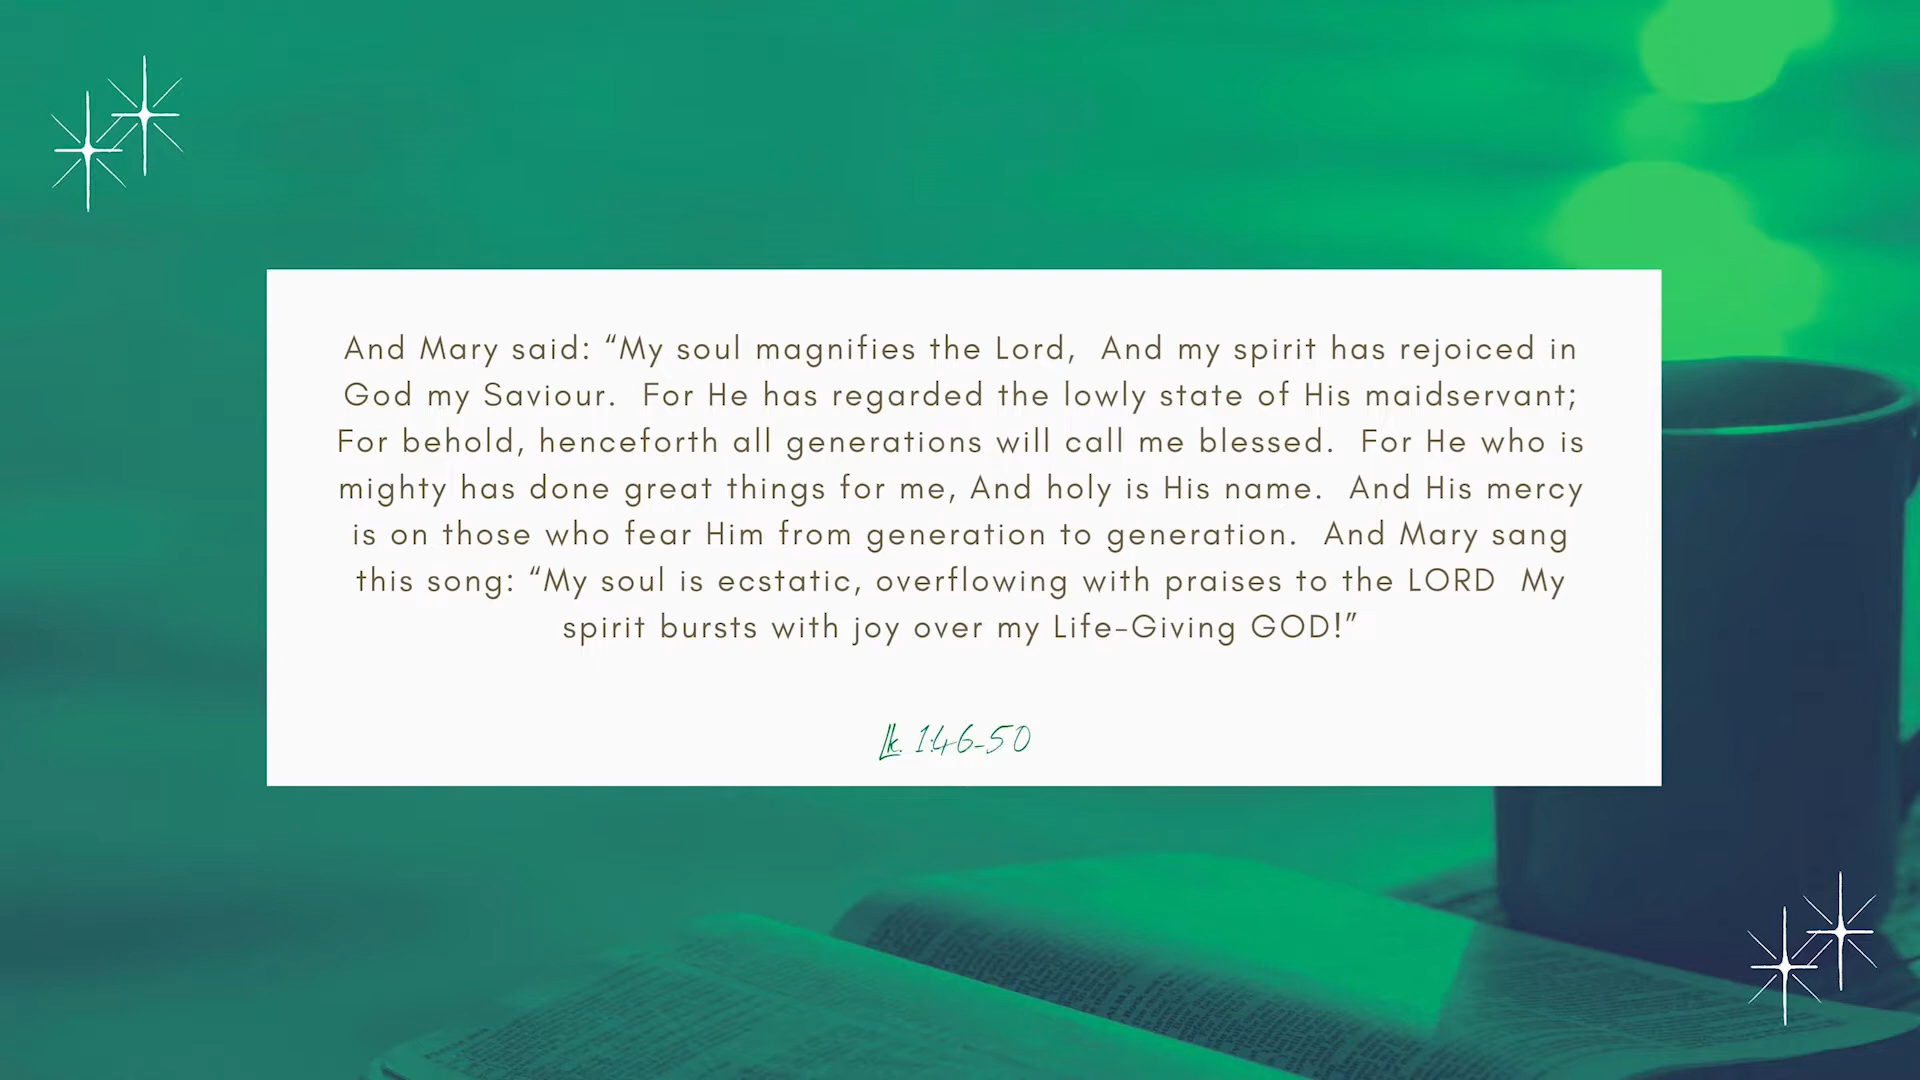 And Mary said: “My soul magnifies the Lord,  And my spirit has rejoiced in
God my Saviour.  For He has regarded the lowly state of His maidservant;
For behold, henceforth all generations will call me blessed.  For He who is
mighty has done great things for me, And holy is His name.  And His mercy
is on those who fear Him from generation to generation.  And Mary sang
this song: “My soul is ecstatic, overflowing with praises to the LORD  My
spirit bursts with joy over my Life-Giving GOD!”
Lk. 1:46-50